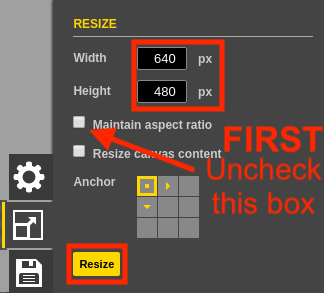 RESIZE
Width 640 px
Height 480 px
Maintain aspect ratio
FIRST
Resize canvas content
Uncheck
this box
Anchor
Resize